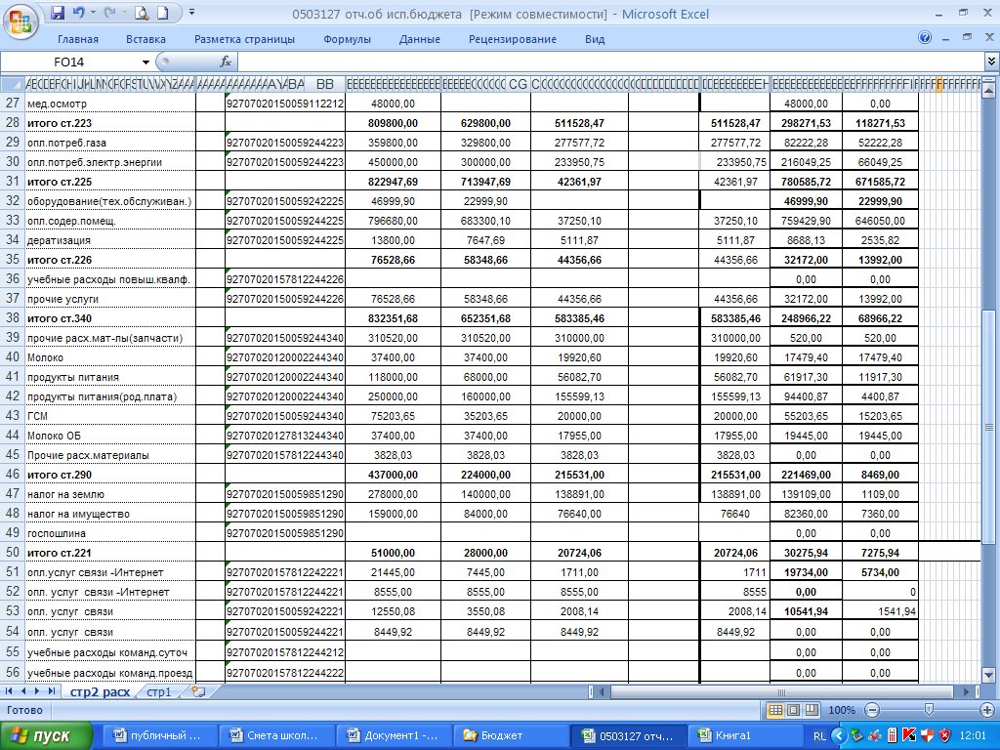 0503127 отч.об исп.бюджета [Режим совместимости] - Microsoft Excel
Главная Вставка Разметка страницы Формулы Данные Рецензирование Вид
FO14 fx
27 мед.осмотр 92707020150059112212 48000,00 48000,00 0,00
28 итого ст.223 809800,00 629800,00 511528,47 511528,47 298271,53 118271,53
29 опл.потреб.газа 92707020150059244223 359800,00 329800,00 277577,72 277577,72 82222,28 52222,28
30 опл.потреб.электр.энергии 92707020150059244223 450000,00 300000,00 233950,75 233950,75 216049,25 66049,25
31 итого ст.225 822947,69 713947,69 42361,97 42361,97 780585,72 671585,72
32 оборудование(тех.обслуживан.) 92707020150059244225 46999,90 22999,90 46999,90 22999,90
33 опл.содер.помещ. 92707020150059244225 796680,00 683300,10 37250,10 37250,10 759429,90 646050,00
34 дератизация 92707020150059244225 13800,00 7647,69 5111,87 5111,87 8688,13 2535,82
35 итого ст.226 76528,66 58348,66 44356,66 44356,66 32172,00 13992,00
36 учебные расходы повыш.квалф. 92707020157812244226 0,00 0,00
37 прочие услуги 92707020150059244226 76528,66 58348,66 44356,66 44356,66 32172,00 13992,00
38 итого ст.340 832351,68 652351,68 583385,46 583385,46 248966,22 68966,22
39 прочие расх.мат-лы(запчасти) 92707020150059244340 310520,00 310520,00 310000,00 310000,00 520,00 520,00
40 Молоко 92707020120002244340 37400,00 37400,00 19920,60 19920,60 17479,40 17479,40
41 продукты питания 92707020120002244340 118000,00 68000,00 56082,70 56082,70 61917,30 11917,30
42 продукты питания(род.плата) 92707020120002244340 250000,00 160000,00 155599,13 155599,13 94400,87 4400,87
43 ГСМ 92707020150059244340 75203,65 35203,65 20000,00 20000,00 55203,65 15203,65
44 Молоко ОБ 92707020127813244340 37400,00 37400,00 17955,00 17955,00 19445,00 19445,00
45 Прочие расх.материалы 92707020157812244340 3828,03 3828,03 3828,03 3828,03 0,00 0,00
46 итого ст.290 437000,00 224000,00 215531,00 215531,00 221469,00 8469,00
47 налог на землю 92707020150059851290 278000,00 140000,00 138891,00 138891,00 139109,00 1109,00
48 налог на имущество 92707020150059851290 159000,00 84000,00 76640,00 76640 82360,00 7360,00
49 госпошлина 92707020150059851290 0,00 0,00
50 итого ст.221 51000,00 28000,00 20724,06 20724,06 30275,94 7275,94
51 опл.услуг связи -Интернет 92707020157812242221 21445,00 7445,00 1711,00 1711 19734,00 5734,00
52 опл. услуг связи -Интернет 92707020157812244221 8555,00 8555,00 8555,00 8555 0,00 0
53 опл. услуг связи 92707020150059242221 12550,08 3550,08 2008,14 2008,14 10541,94 1541,94
54 опл. услуг связи 92707020150059244221 8449,92 8449,92 8449,92 8449,92 0,00 0,00
55 учебные расходы команд.суточ 92707020157812244212 0,00 0,00
56 учебные расходы команд.проезд 92707020157812244222 0,00 0,00
стр2 расх стр1
Готово 100%
пуск публичный ... Смета школ... Документ1 -... Бюджет 0503127 отч... Книга1 RL 12:01